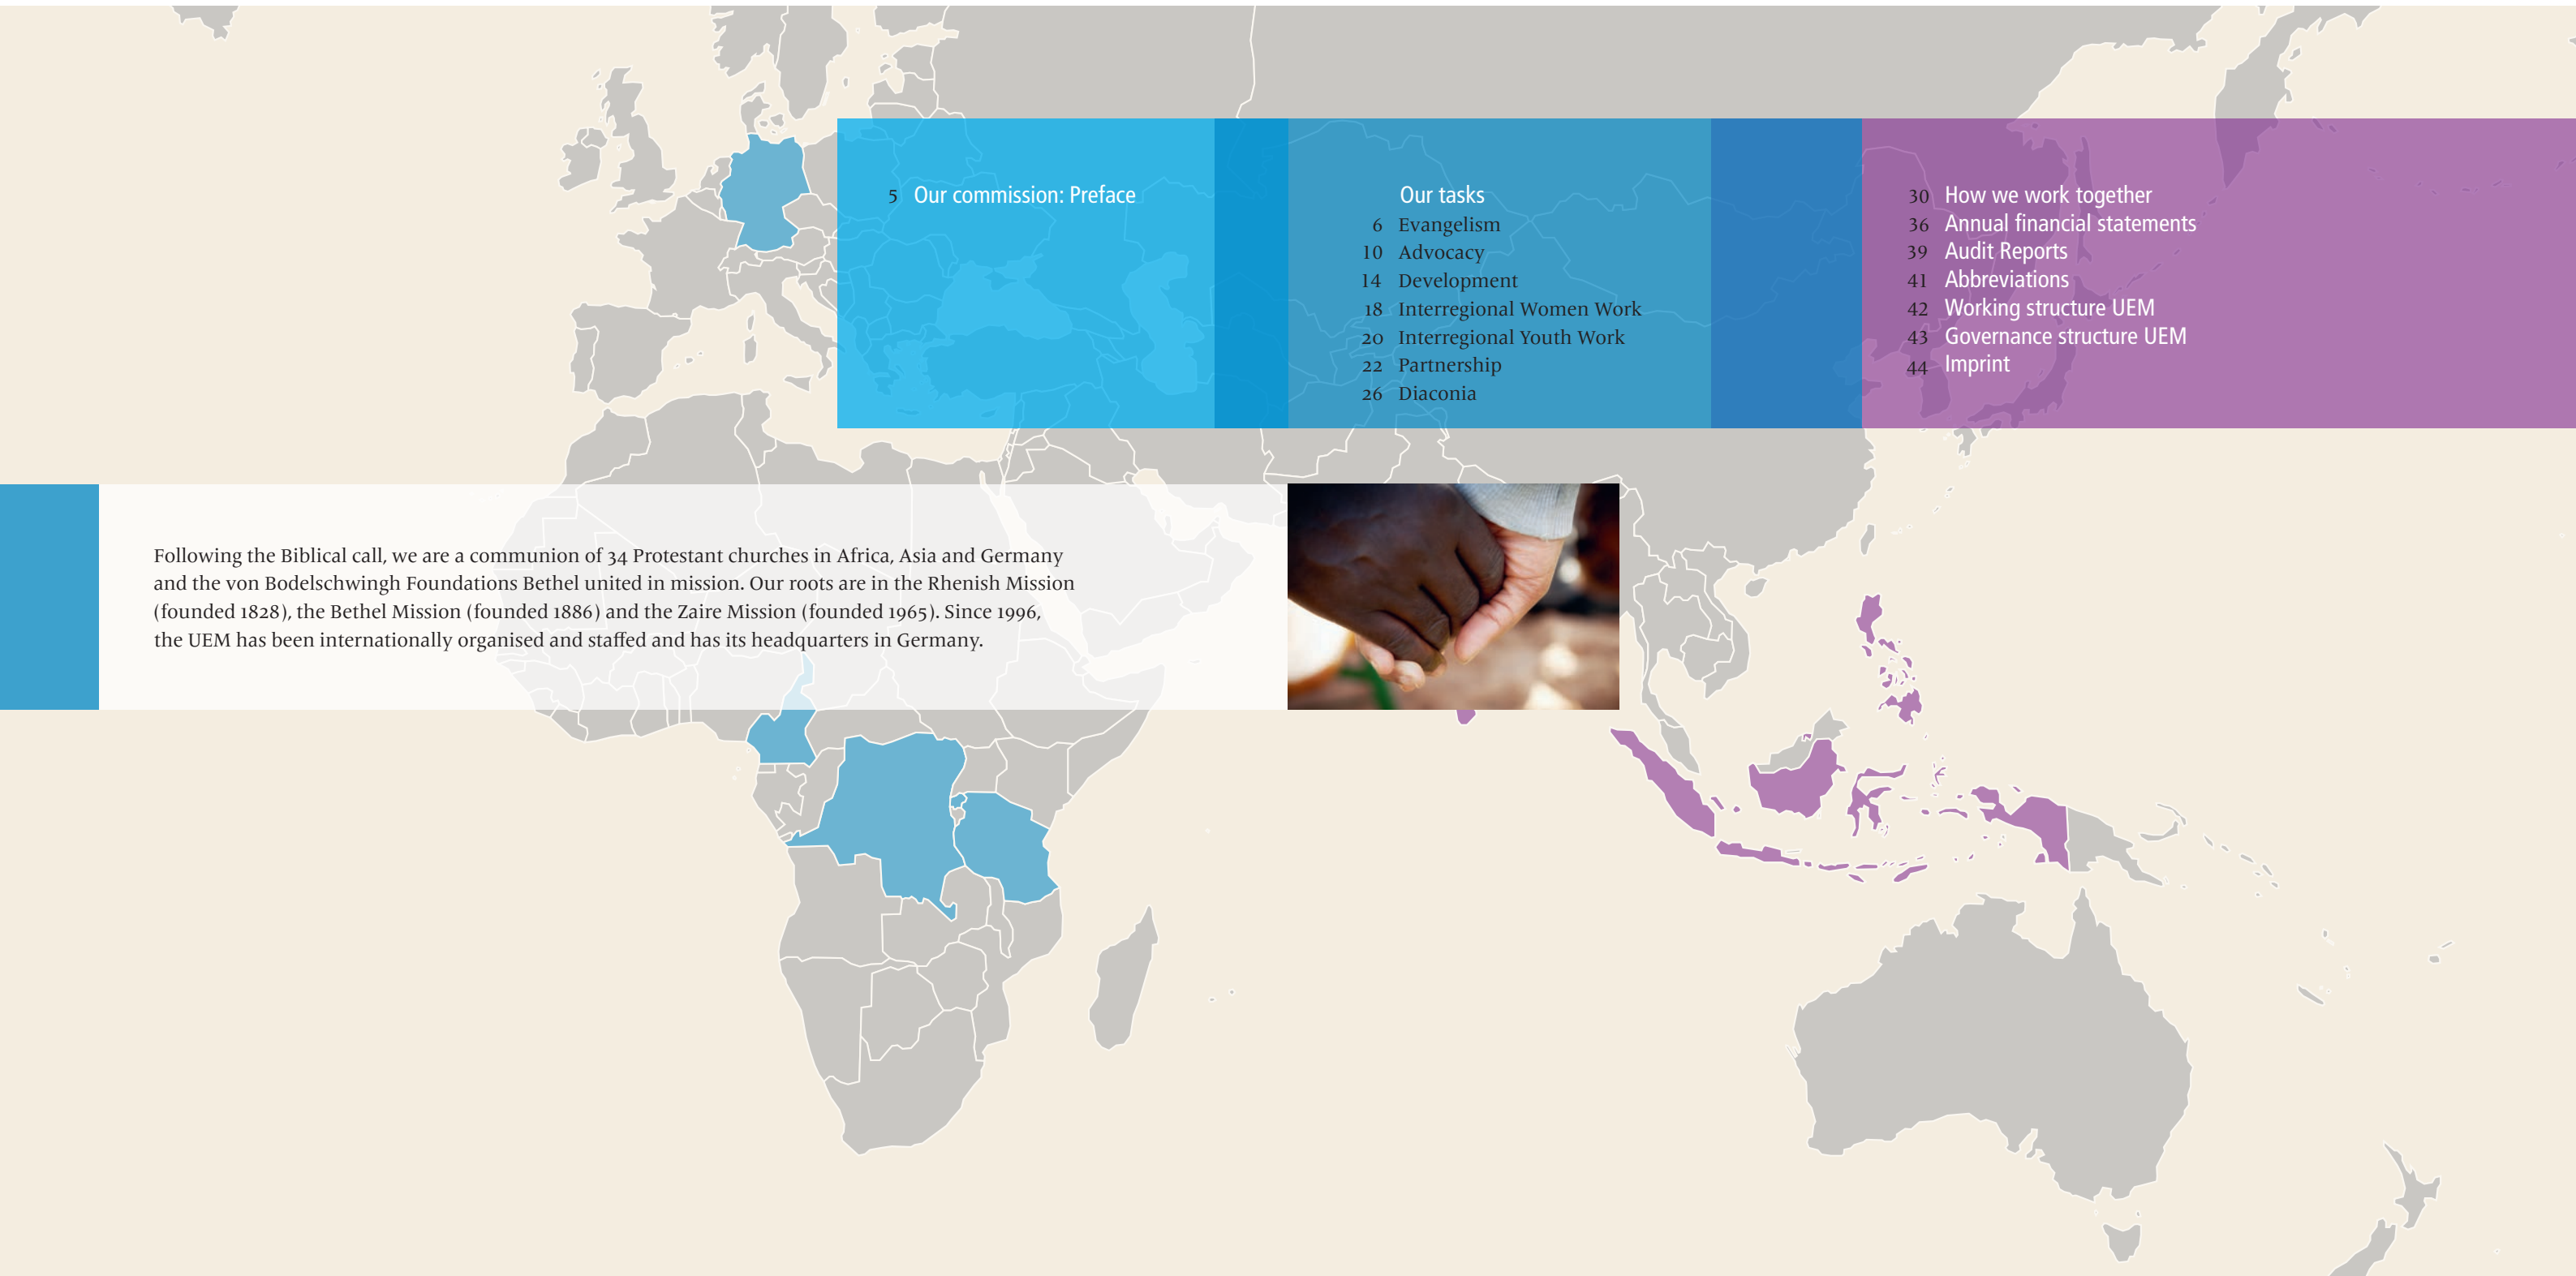 5 Our commission: Preface
Our tasks
6 Evangelism
10 Advocacy
14 Development
18 Interregional Women Work
20 Interregional Youth Work
22 Partnership
26 Diaconia
30 How we work together
36 Annual financial statements
39 Audit Reports
41 Abbreviations
42 Working structure UEM
43 Governance structure UEM
44 Imprint
Following the Biblical call, we are a communion of 34 Protestant churches in Africa, Asia and Germany
and the von Bodelschwingh Foundations Bethel united in mission. Our roots are in the Rhenish Mission
(founded 1828), the Bethel Mission (founded 1886) and the Zaire Mission (founded 1965). Since 1996,
the UEM has been internationally organised and staffed and has its headquarters in Germany.